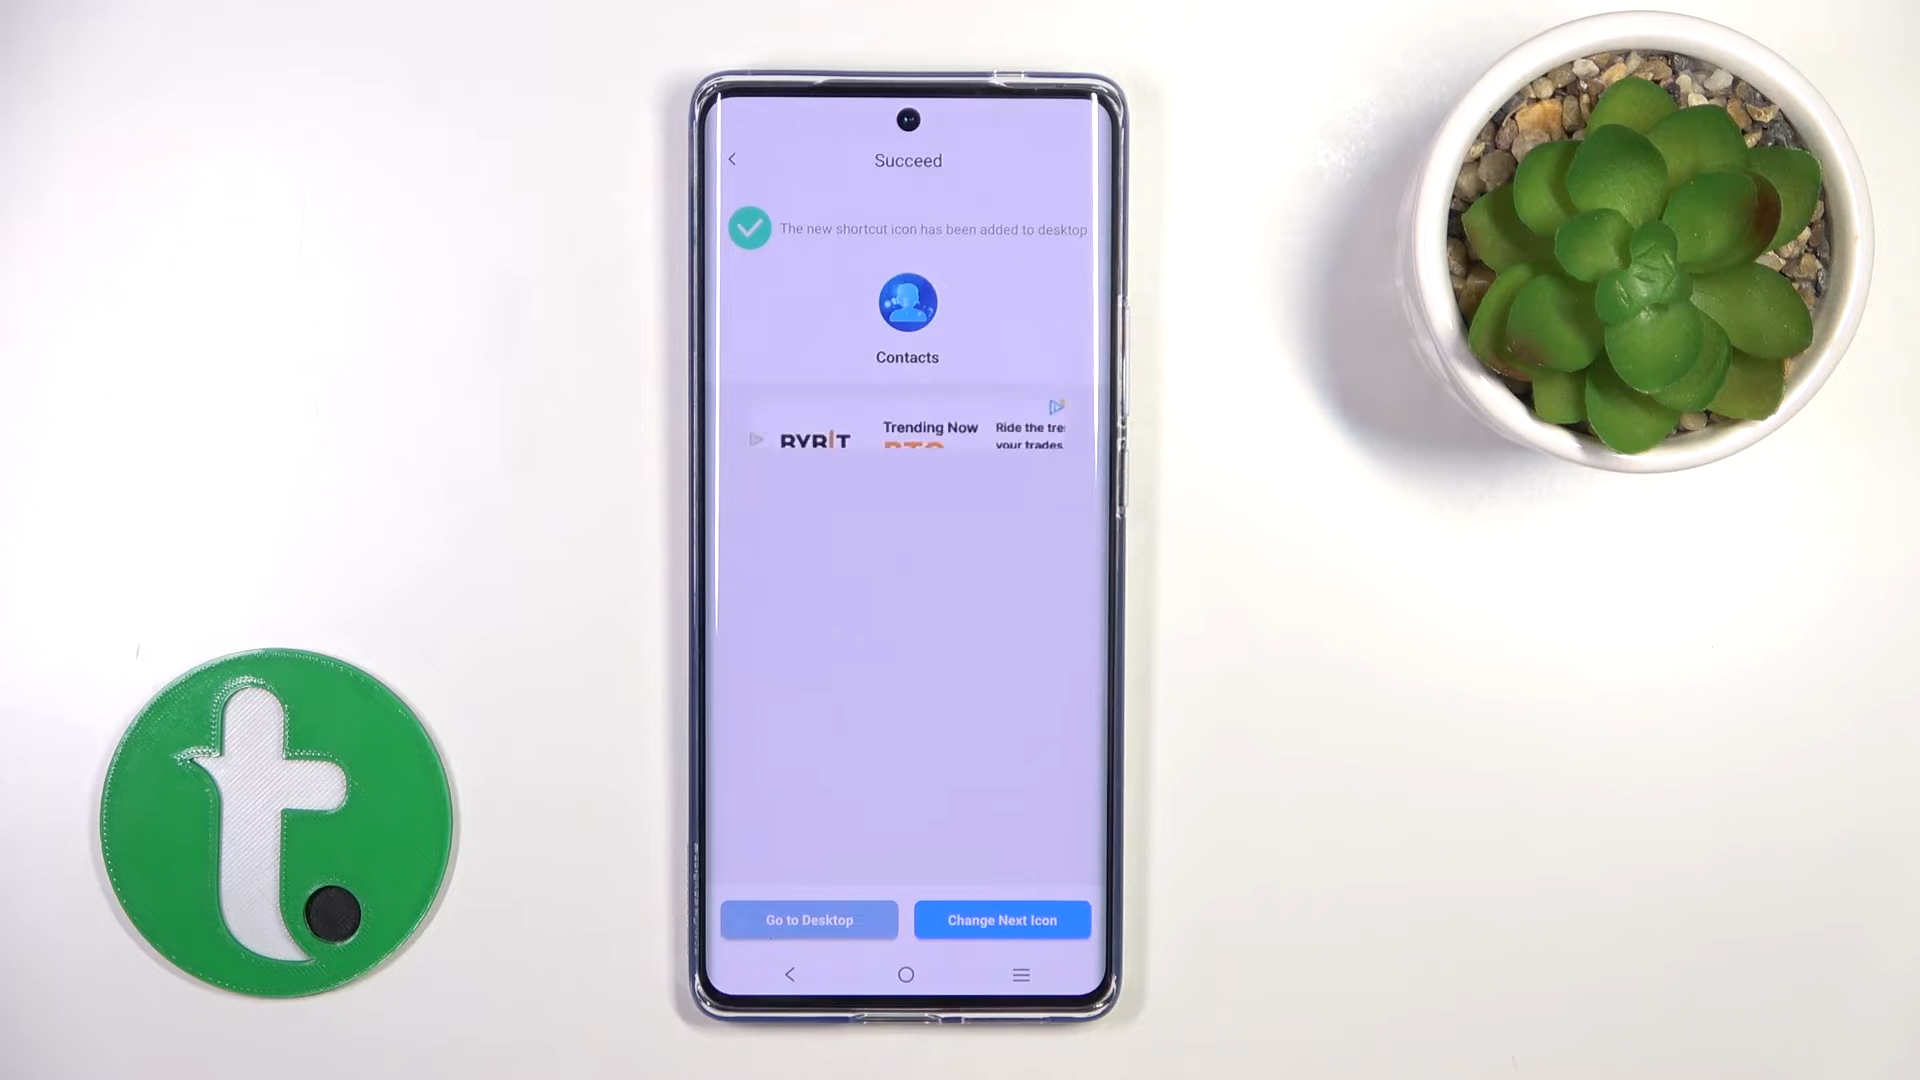 Succeed
The new shortcut icon has been added to desktop
Contacts
Trending Now
Ride the tre
your trades
Go to Desktop
Change Next Icon
t.